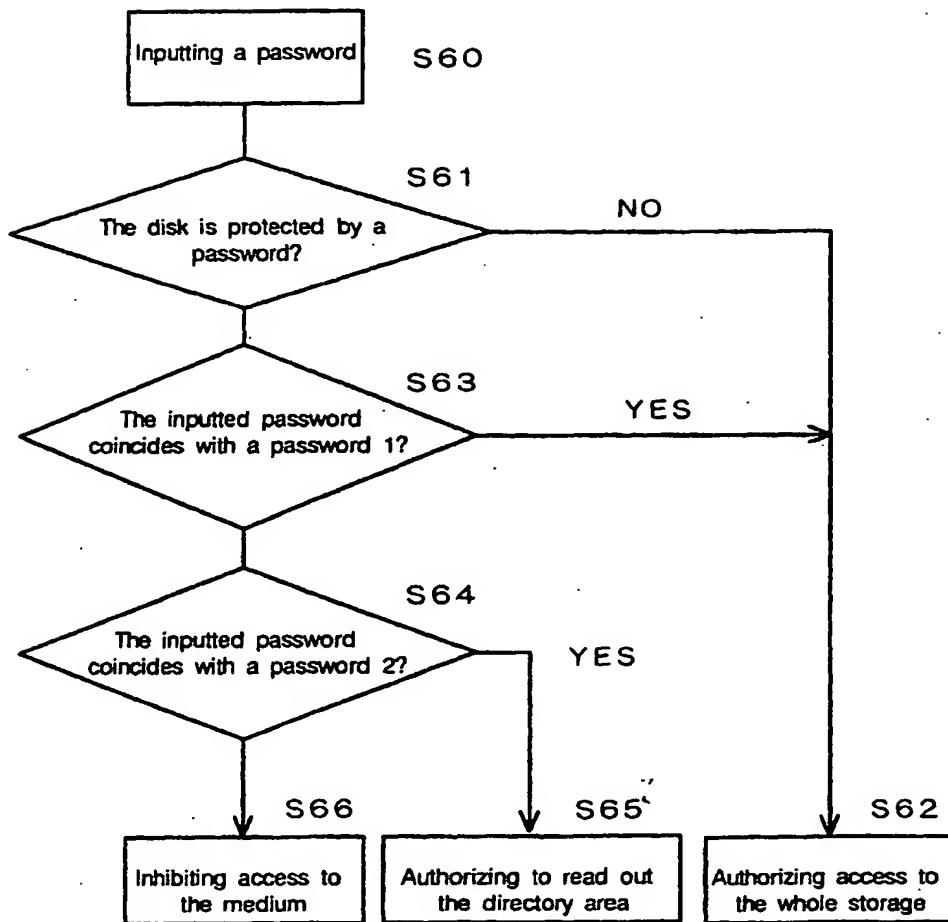 Inputting a password
S60
S61
The disk is protected by a
password?
NO
S63
The inputted password
coincides with a password 1?
YES
S64
The inputted password
coincides with a password 2?
YES
S66
S65
S62
Inhibiting access to
the medium
Authorizing to read out
the directory area
Authorizing access to
the whole storage